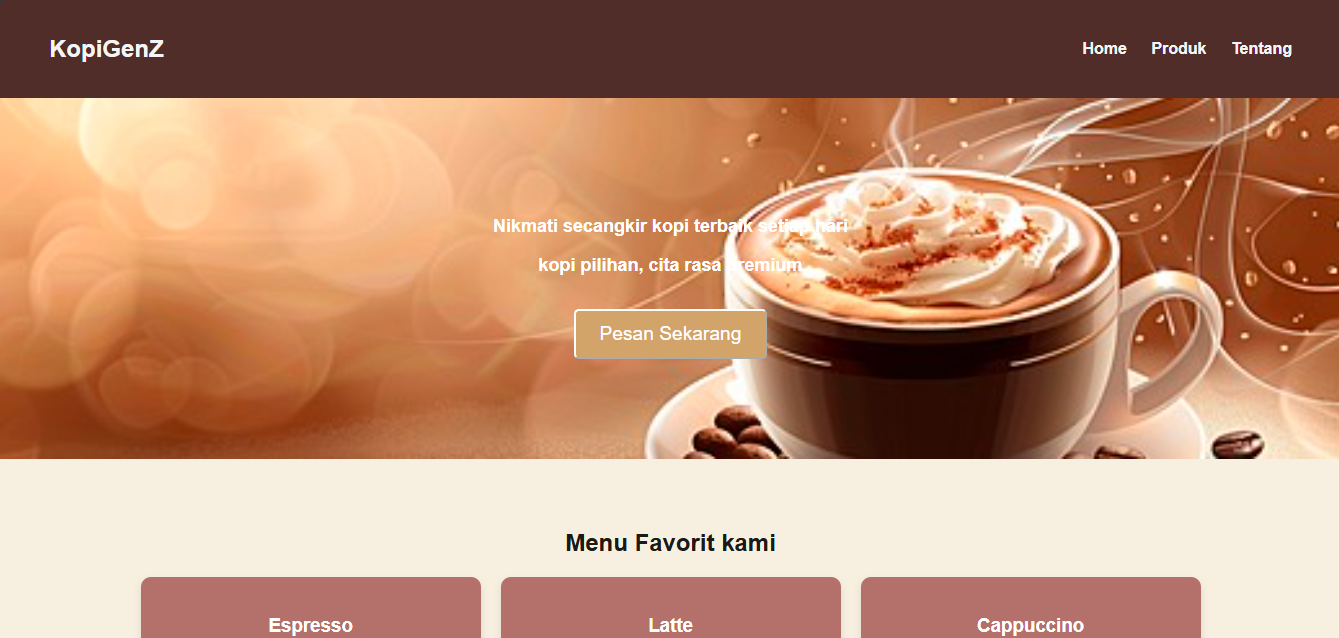 KopiGenZ
Home Produk Tentang
Nikmati secangkir kopi terbaik setiap hari
kopi pilihan, cita rasa premium
Pesan Sekarang
Menu Favorit kami
Espresso
Latte
Cappuccino